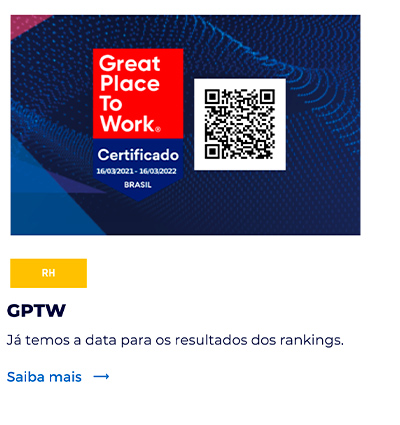 Great
Place
To
Work®
Certificado
16/03/2021 - 16/03/2022
BRASIL
RH
GPTW
Já temos a data para os resultados dos rankings.
Saiba mais →